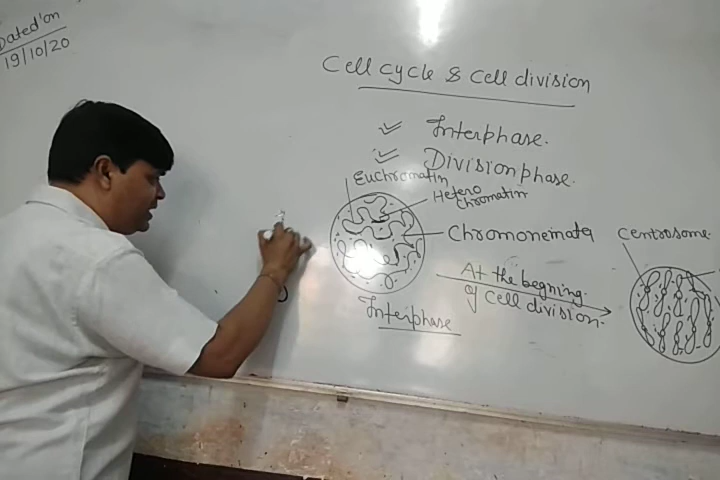 Dated'on
19/10/20
Cell cycle & Cell division
Interphase.
Division phase.
Euchromatin
Hetero
Chromatin
Chromonemata
Centrosome.
At the begning.
of Cell division.
Interphase